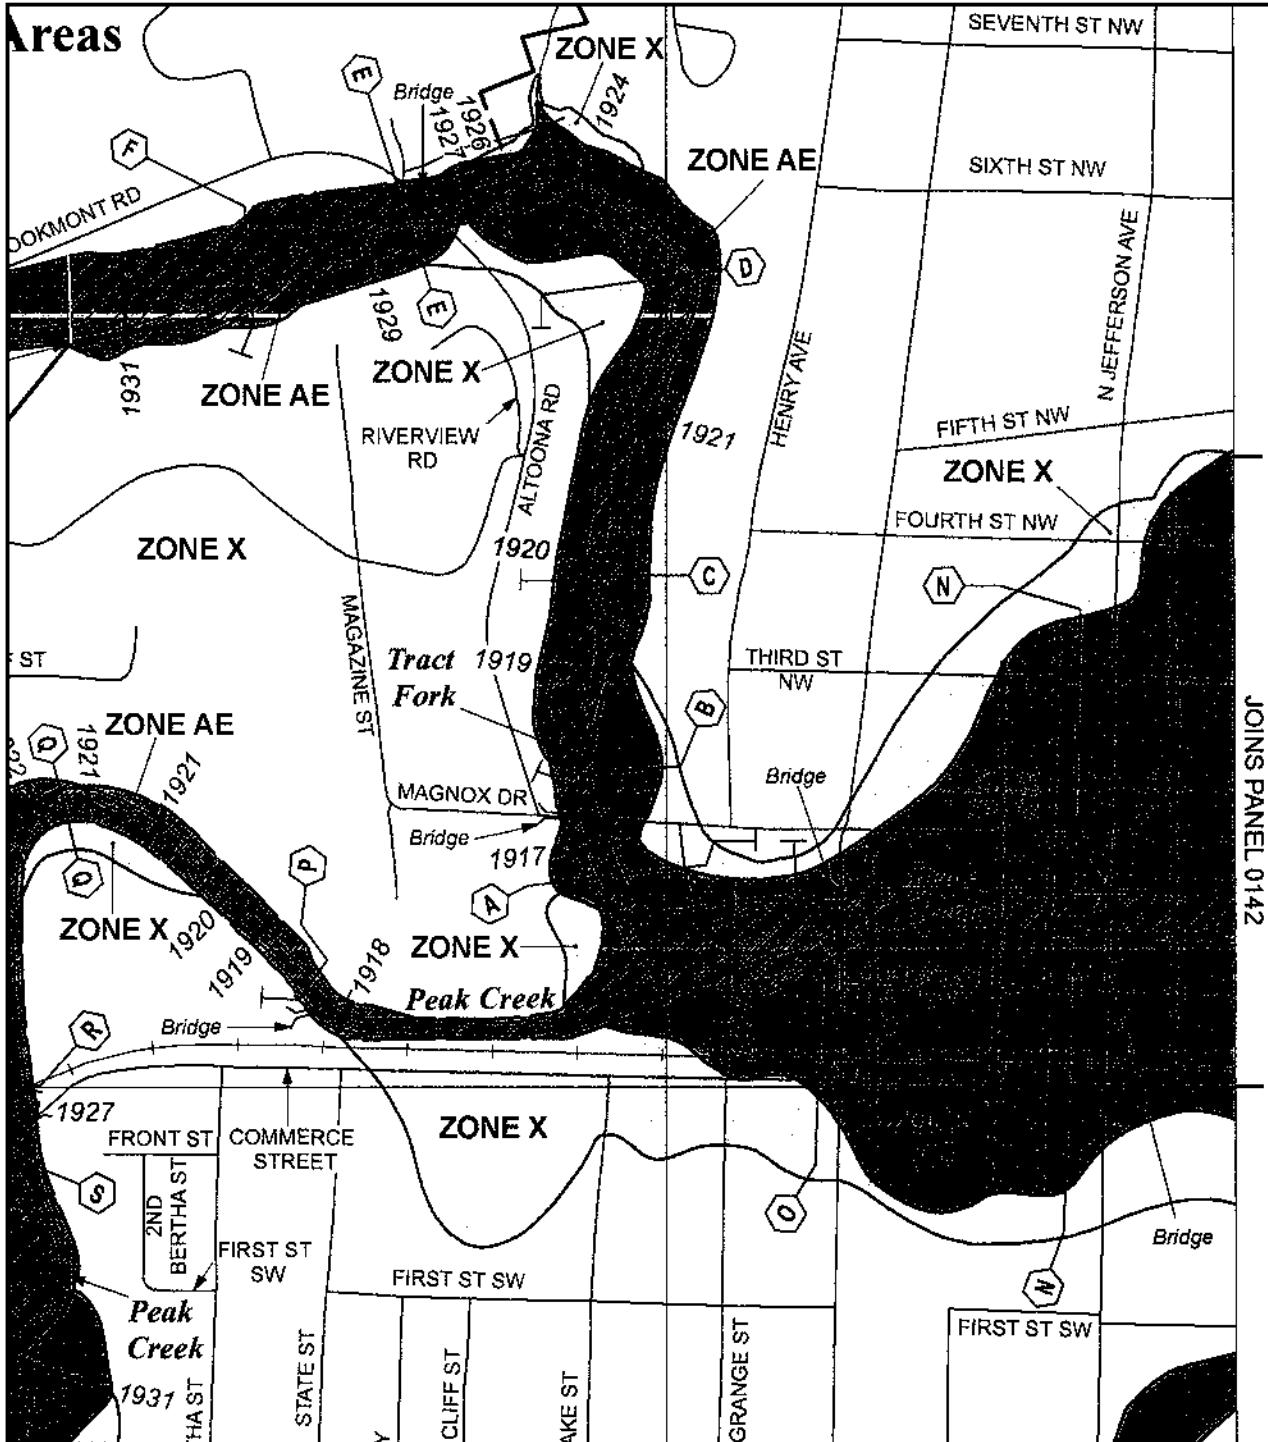 Areas
SEVENTH ST NW
ZONE X
E
Bridge
1926
1927
1924
F
ZONE AE
SIXTH ST NW
OOKMONT RD
N JEFFERSON AVE
D
E
1929
HENRY AVE
ZONE X
1931
ZONE AE
ALTOONA RD
RIVERVIEW
RD
1921
FIFTH ST NW
ZONE X
FOURTH ST NW
ZONE X
1920
C
N
MAGAZINE ST
Tract
Fork
1919
THIRD ST
NW
ST
B
JOINS PANEL 0142
ZONE AE
Q
1921
1921
Bridge
MAGNOX DR
Bridge
1917
P
Q
A
ZONE X
1920
ZONE X
1919
1918
Peak Creek
Bridge
R
1927
FRONT ST
COMMERCE
STREET
ZONE X
S
2ND
BERTHA ST
O
Bridge
FIRST ST
SW
FIRST ST SW
N
Peak
Creek
FIRST ST SW
1931
THA ST
STATE ST
Y
CLIFF ST
AKE ST
GRANGE ST